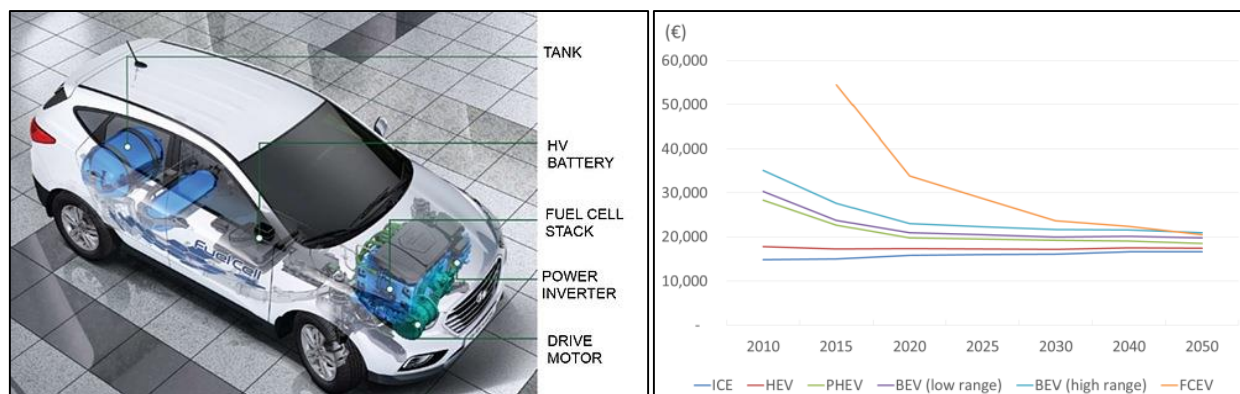 TANK
HV
BATTERY
FUEL CELL
STACK
POWER
INVERTER
DRIVE
MOTOR
Fuel Cell
(€)
60,000
50,000
40,000
30,000
20,000
10,000
-
2010 2015 2020 2025 2030 2040 2050
ICE HEV PHEV BEV (low range) BEV (high range) FCEV